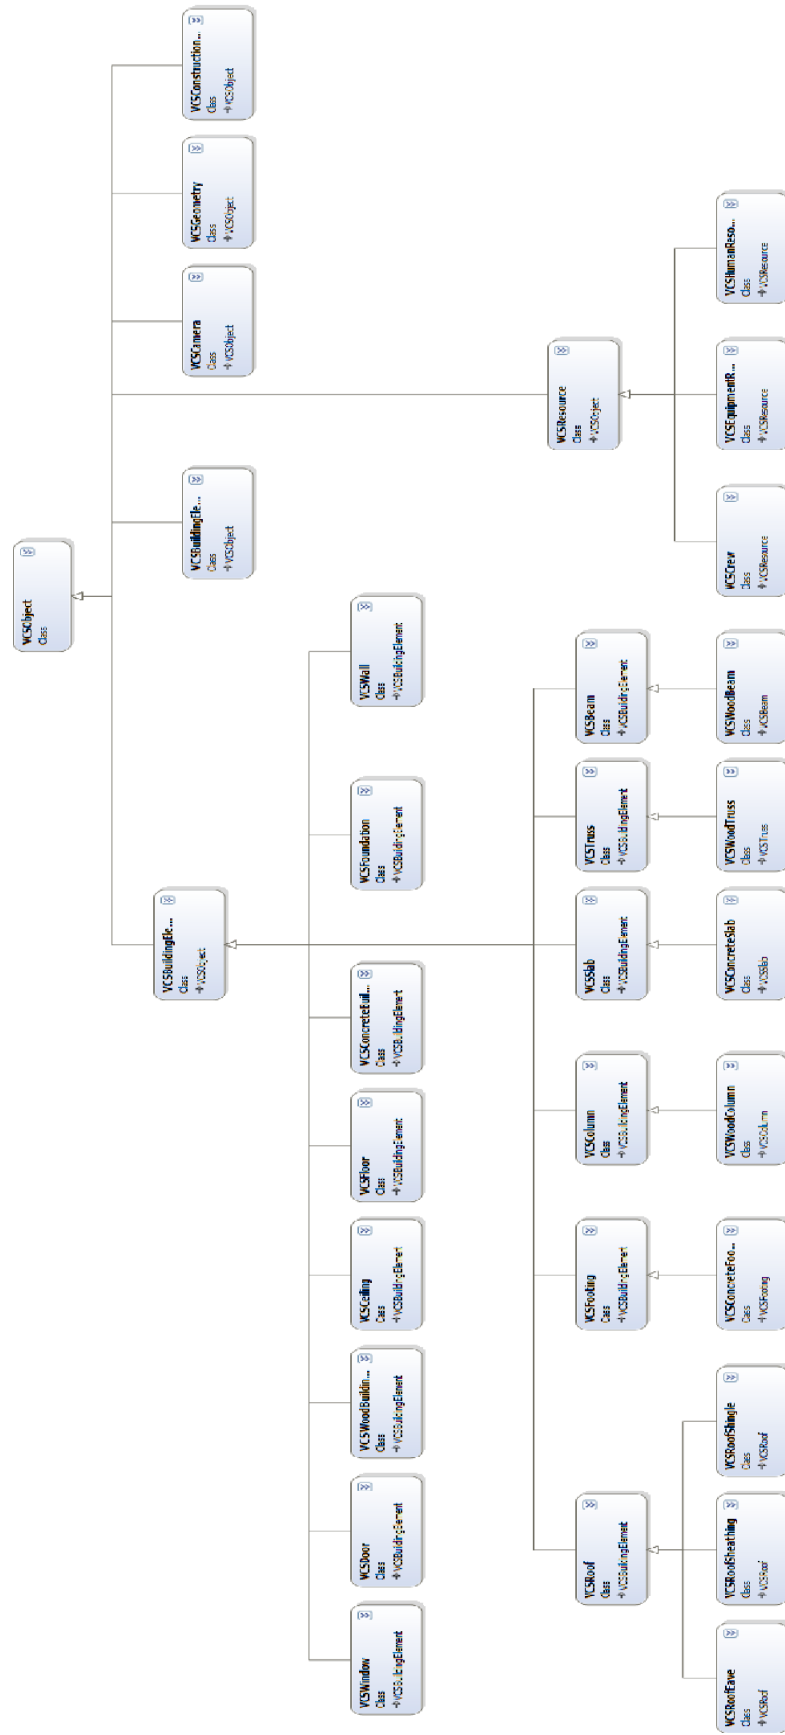 VCSObject
Class
VCSBuildingEle...
Class
VCSObject
VCSBuildingEle...
Class
VCSObject
VCSCamera
Class
VCSObject
VCSGeometry
Class
VCSObject
VCSConstruction...
Class
VCSObject
VCSWindow
Class
VCSBuildingElement
VCSDoor
Class
VCSBuildingElement
VCSWoodBuildin...
Class
VCSBuildingElement
VCSCeiling
Class
VCSBuildingElement
VCSFloor
Class
VCSBuildingElement
VCSConcreteBuil...
Class
VCSBuildingElement
VCSFoundation
Class
VCSBuildingElement
VCSWall
Class
VCSBuildingElement
VCSResource
Class
VCSObject
VCSRoof
Class
VCSBuildingElement
VCSFooting
Class
VCSBuildingElement
VCSColumn
Class
VCSBuildingElement
VCSSlab
Class
VCSBuildingElement
VCSTruss
Class
VCSBuildingElement
VCSBeam
Class
VCSBuildingElement
VCSRoofEave
Class
VCSRoof
VCSRoofSheathing
Class
VCSRoof
VCSRoofShingle
Class
VCSRoof
VCSConcreteFoo...
Class
VCSFooting
VCSWoodColumn
Class
VCSColumn
VCSConcreteSlab
Class
VCSSlab
VCSWoodTruss
Class
VCSTruss
VCSWoodBeam
Class
VCSBeam
VCSCrew
Class
VCSResource
VCSEquipmentR...
Class
VCSResource
VCSHumanReso...
Class
VCSResource